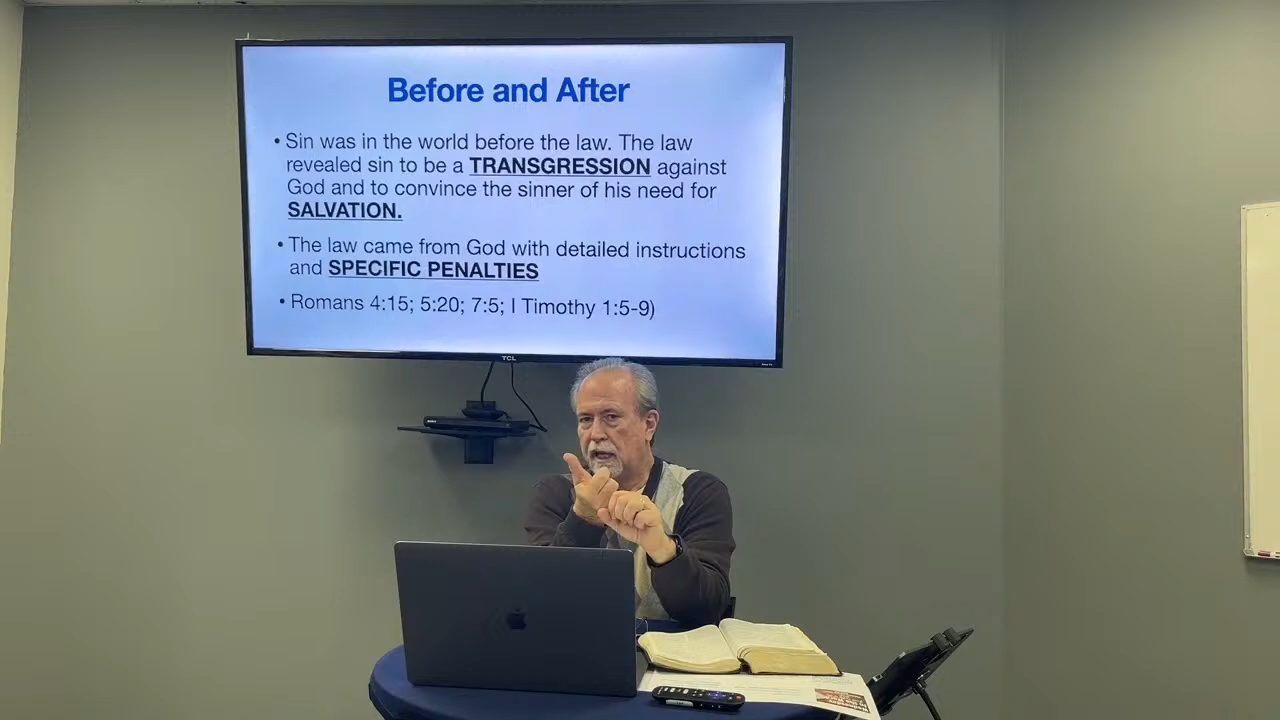 Before and After
• Sin was in the world before the law. The law
revealed sin to be a TRANSGRESSION against
God and to convince the sinner of his need for
SALVATION.
• The law came from God with detailed instructions
and SPECIFIC PENALTIES
• Romans 4:15; 5:20; 7:5; I Timothy 1:5-9)
TCL